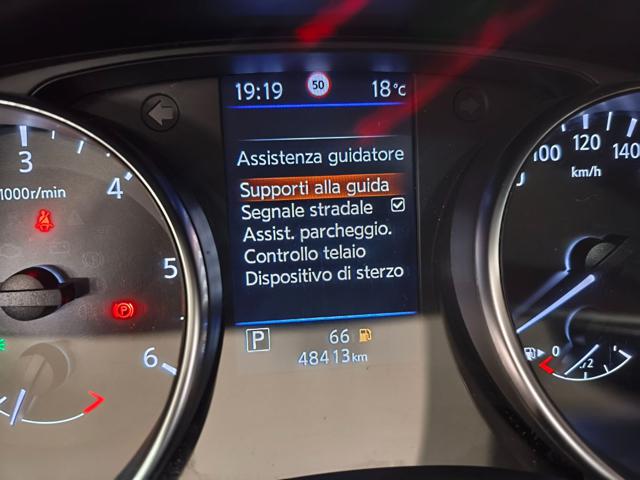 19:19 50 18°C
Assistenza guidatore
Supporti alla guida
Segnale stradale
Assist. parcheggio.
Controllo telaio
Dispositivo di sterzo
P 66
48413 km
3
4
5
6
1000r/min
P
100 120 140
km/h
0 1/2